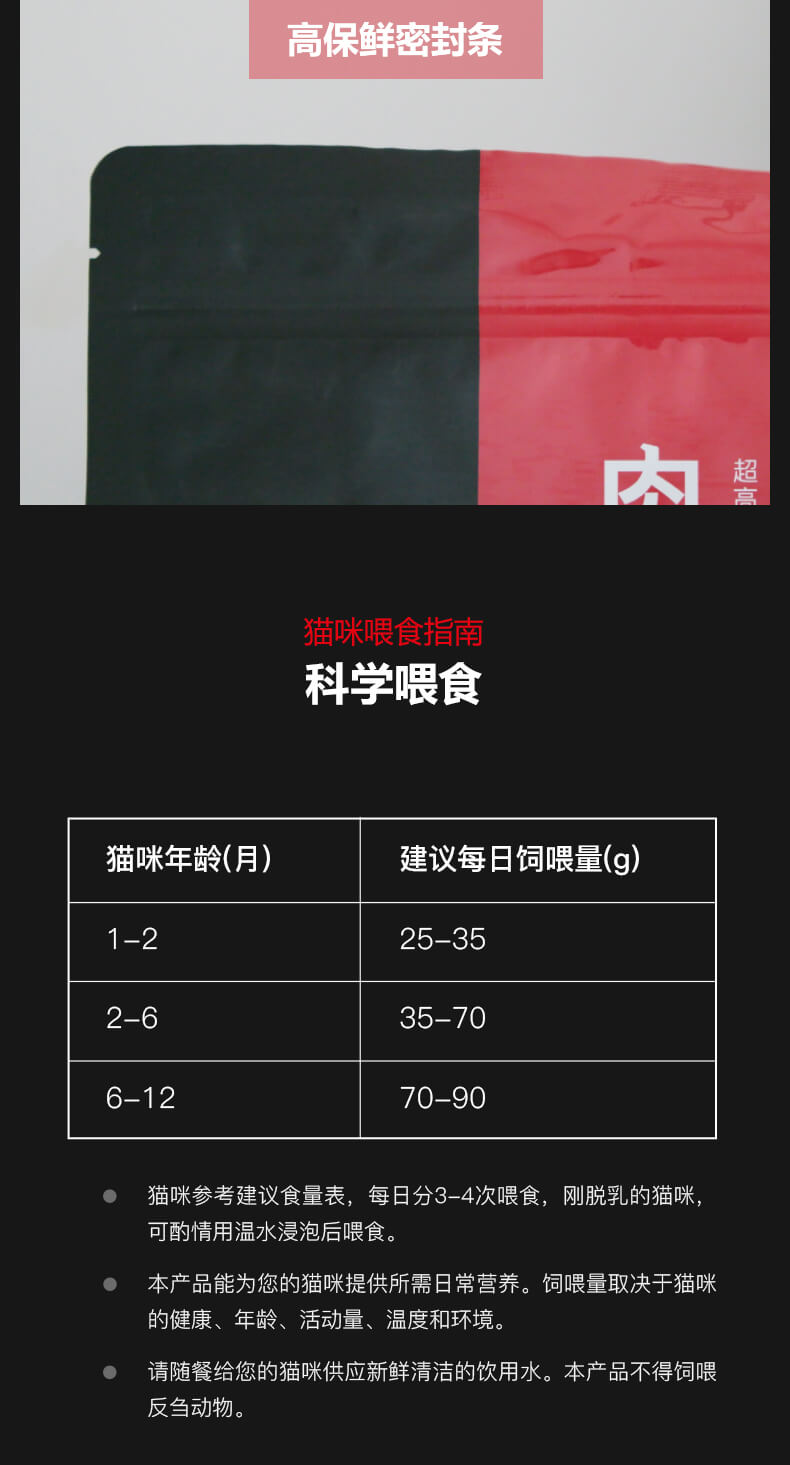 高保鲜密封条
肉
超高
猫咪喂食指南
科学喂食
猫咪年龄(月) 建议每日饲喂量(g)
1–2 25–35
2–6 35–70
6–12 70–90
猫咪参考建议食量表，每日分3–4次喂食，刚脱乳的猫咪，
可酌情用温水浸泡后喂食。
本产品能为您的猫咪提供所需日常营养。饲喂量取决于猫咪
的健康、年龄、活动量、温度和环境。
请随餐给您的猫咪供应新鲜清洁的饮用水。本产品不得饲喂
反刍动物。